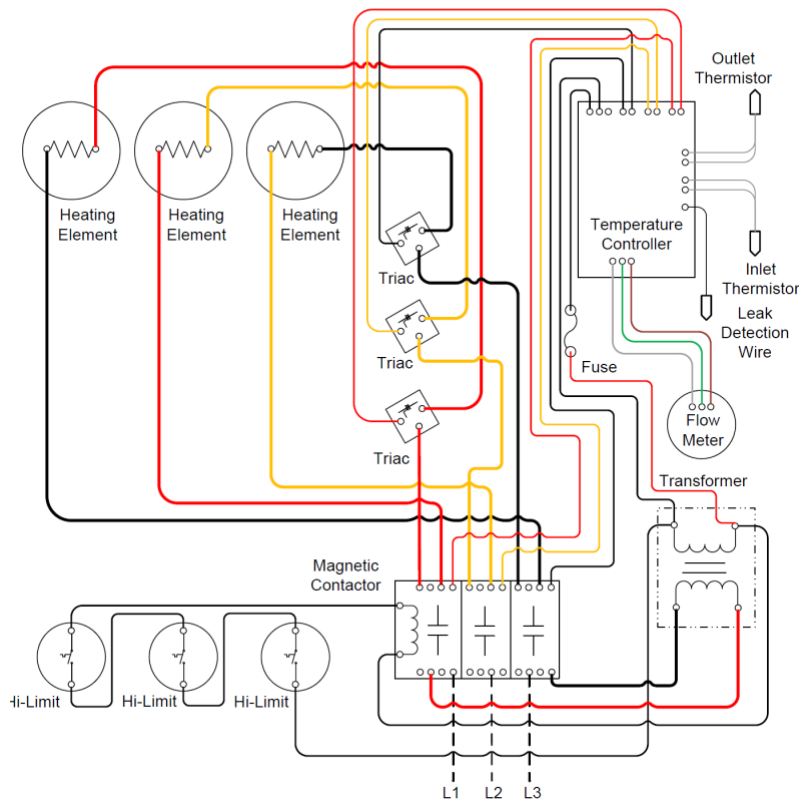 Outlet
Thermistor
Heating
Element
Heating
Element
Heating
Element
Temperature
Controller
Triac
Inlet
Thermistor
Leak
Detection
Wire
Triac
Fuse
Flow
Meter
Triac
Transformer
Magnetic
Contactor
Hi-Limit
Hi-Limit
Hi-Limit
L1
L2
L3